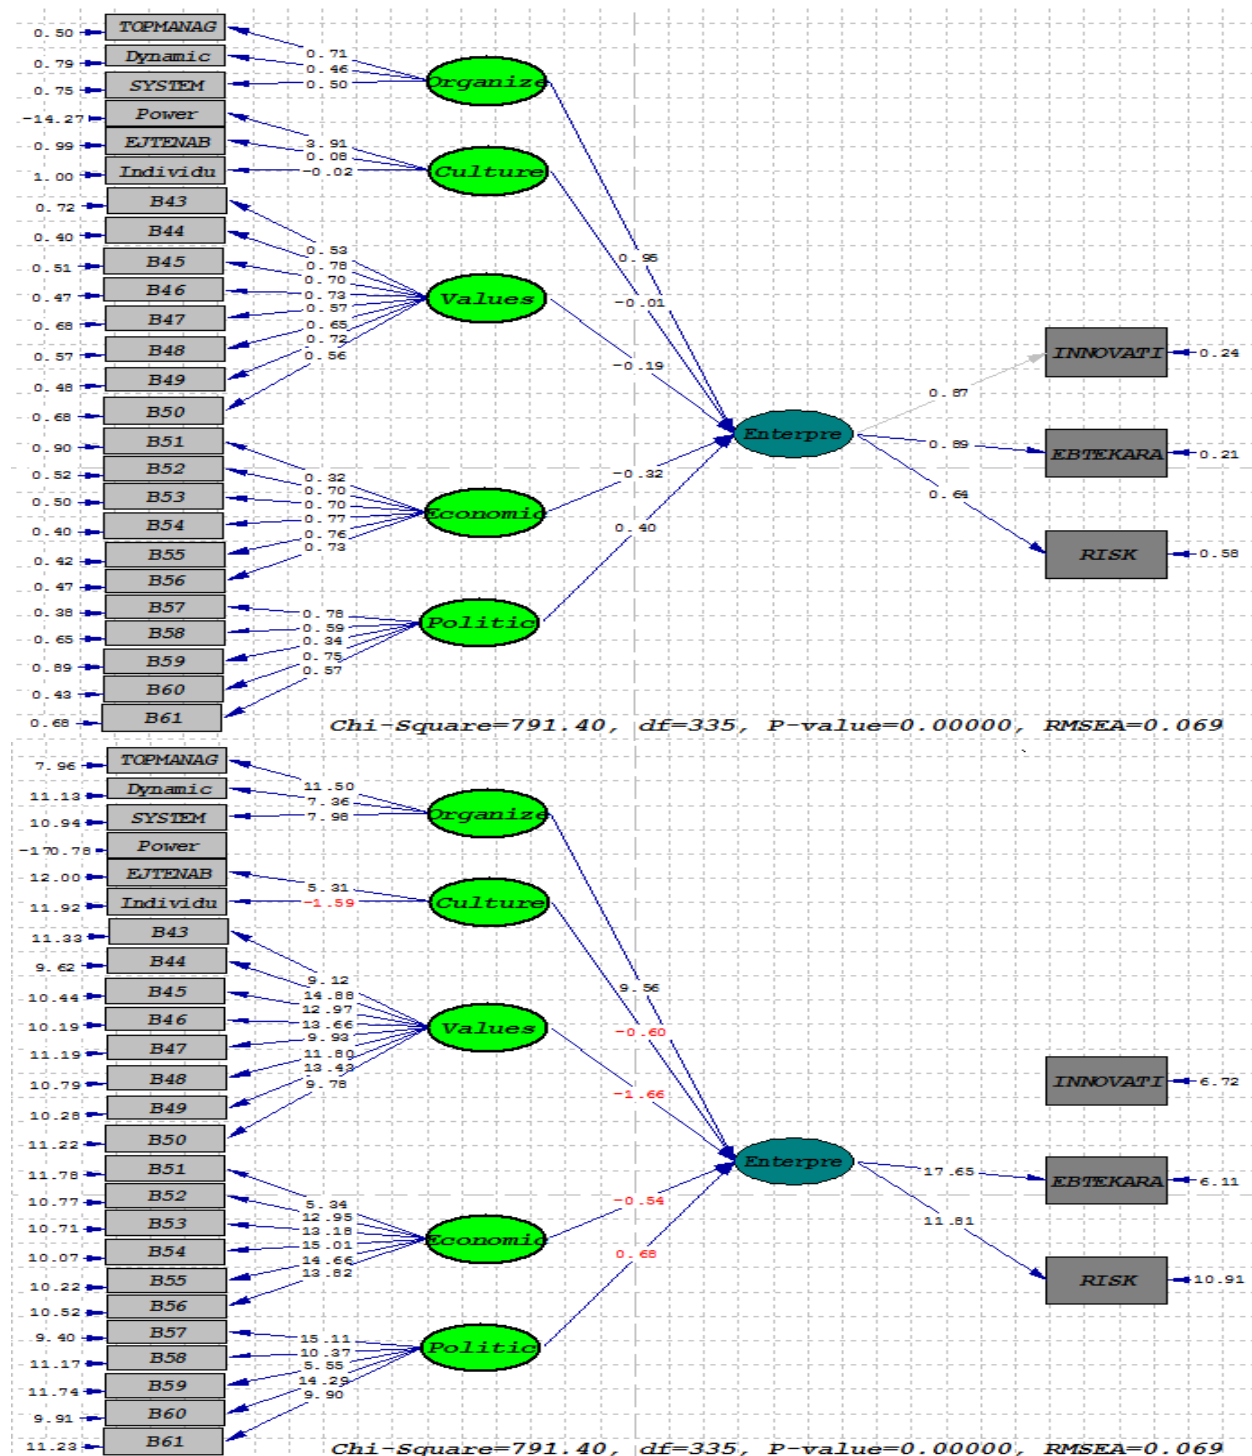 0.50 TOPMANAG
0.79 Dynamic
0.75 SYSTEM
-14.27 Power
0.99 EJTENAB
1.00 Individu
0.72 B43
0.40 B44
0.51 B45
0.47 B46
0.68 B47
0.57 B48
0.48 B49
0.68 B50
0.90 B51
0.52 B52
0.50 B53
0.40 B54
0.42 B55
0.47 B56
0.38 B57
0.65 B58
0.89 B59
0.43 B60
0.68 B61
0.71
0.46
0.50
3.91
0.08
-0.02
0.53
0.78
0.70
0.73
0.57
0.65
0.72
0.56
0.32
0.70
0.70
0.77
0.76
0.73
0.78
0.59
0.34
0.75
0.57
Organize
Culture
Values
Economic
Politic
0.95
-0.01
-0.19
-0.32
0.40
Enterpre
0.87
0.89
0.64
INNOVATI 0.24
EBTEKARA 0.21
RISK 0.58
Chi-Square=791.40, df=335, P-value=0.00000, RMSEA=0.069
7.96 TOPMANAG
11.13 Dynamic
10.94 SYSTEM
-170.78 Power
12.00 EJTENAB
11.92 Individu
11.33 B43
9.62 B44
10.44 B45
10.19 B46
11.19 B47
10.79 B48
10.28 B49
11.22 B50
11.78 B51
10.77 B52
10.71 B53
10.07 B54
10.22 B55
10.52 B56
9.40 B57
11.17 B58
11.74 B59
9.91 B60
11.23 B61
11.50
7.36
7.98
5.31
-1.59
9.12
14.88
12.97
13.66
9.93
11.80
13.43
9.78
5.34
12.95
13.18
15.01
14.66
13.82
15.11
10.37
5.55
14.29
9.90
Organize
Culture
Values
Economic
Politic
9.56
-0.60
-1.66
-0.54
0.68
Enterpre
17.65
11.81
INNOVATI 6.72
EBTEKARA 6.11
RISK 10.91
Chi-Square=791.40, df=335, P-value=0.00000, RMSEA=0.069